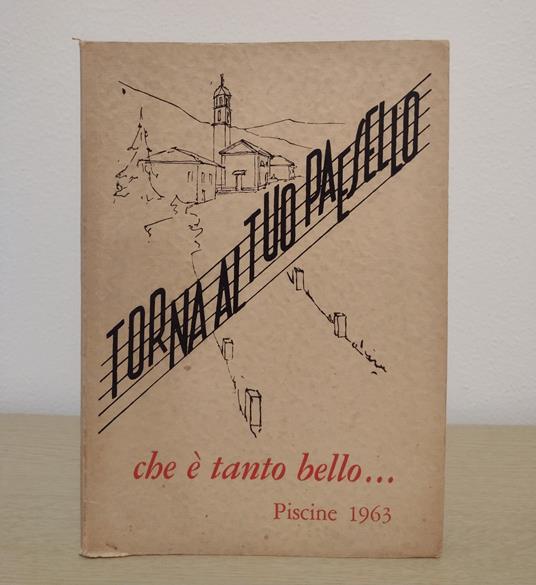 TORNA AL TUO PAESELLO
che è tanto bello...
Piscine 1963